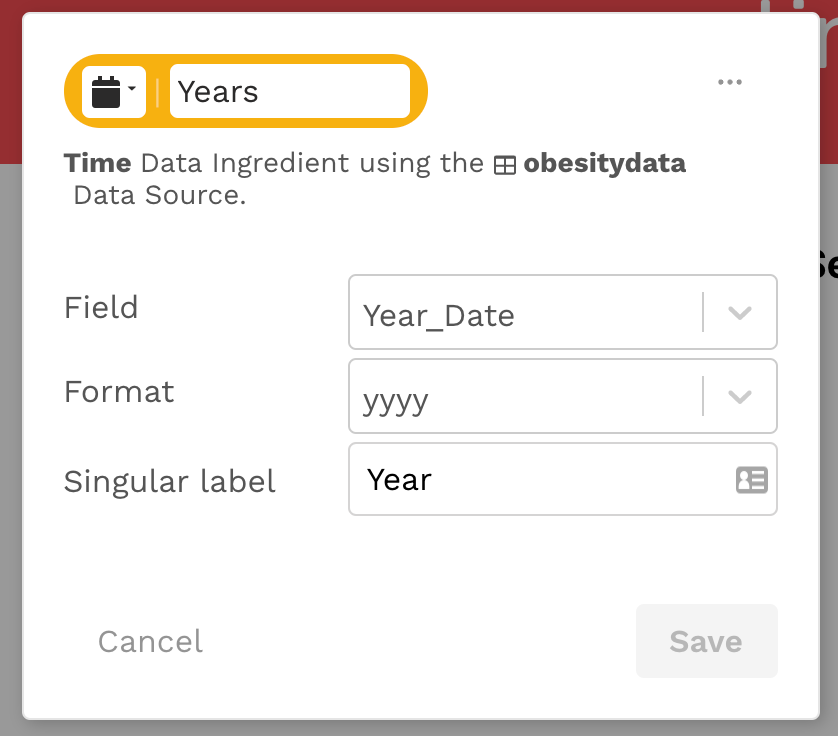 Years
Time Data Ingredient using the obesitydata
Data Source.
Field
Year_Date
Format
yyyy
Singular label
Year
Cancel
Save